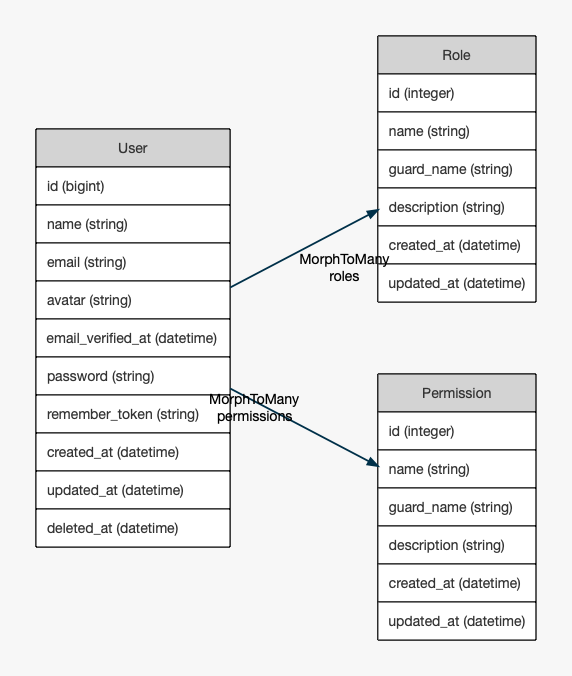 User
id (bigint)
name (string)
email (string)
avatar (string)
email_verified_at (datetime)
password (string)
remember_token (string)
created_at (datetime)
updated_at (datetime)
deleted_at (datetime)
MorphToMany
roles
MorphToMany
permissions
Role
id (integer)
name (string)
guard_name (string)
description (string)
created_at (datetime)
updated_at (datetime)
Permission
id (integer)
name (string)
guard_name (string)
description (string)
created_at (datetime)
updated_at (datetime)